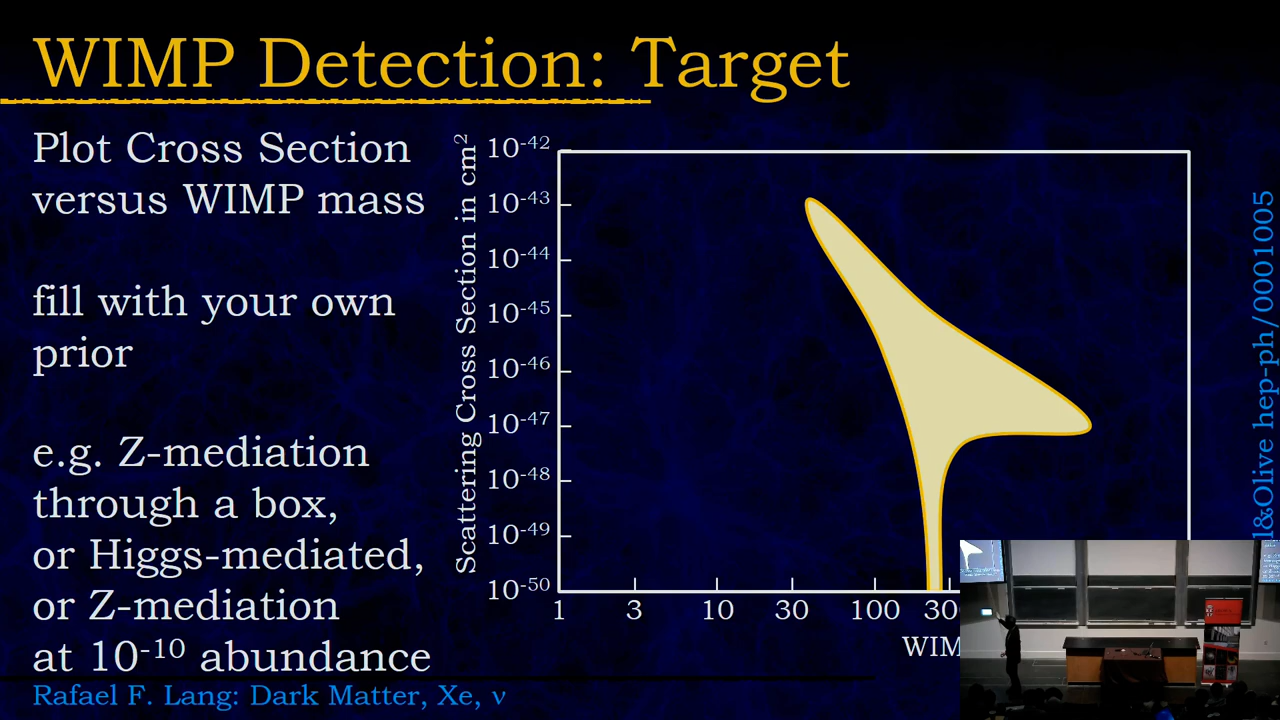 WIMP Detection: Target
Plot Cross Section
versus WIMP mass
fill with your own
prior
e.g. Z-mediation
through a box,
or Higgs-mediated,
or Z-mediation
at 10⁻¹⁰ abundance
Scattering Cross Section in cm²
10⁻⁴²
10⁻⁴³
10⁻⁴⁴
10⁻⁴⁵
10⁻⁴⁶
10⁻⁴⁷
10⁻⁴⁸
10⁻⁴⁹
10⁻⁵⁰
1 3 10 30 100 30
WIM
l&Olive hep-ph/0001005
Rafael F. Lang: Dark Matter, Xe, ν